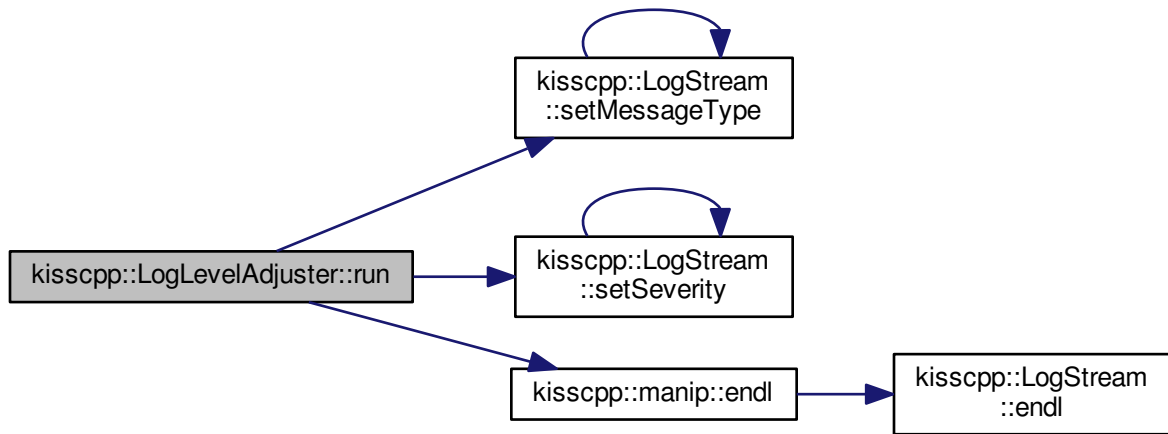 kisscpp::LogStream
::setMessageType
kisscpp::LogLevelAdjuster::run
kisscpp::LogStream
::setSeverity
kisscpp::manip::endl
kisscpp::LogStream
::endl